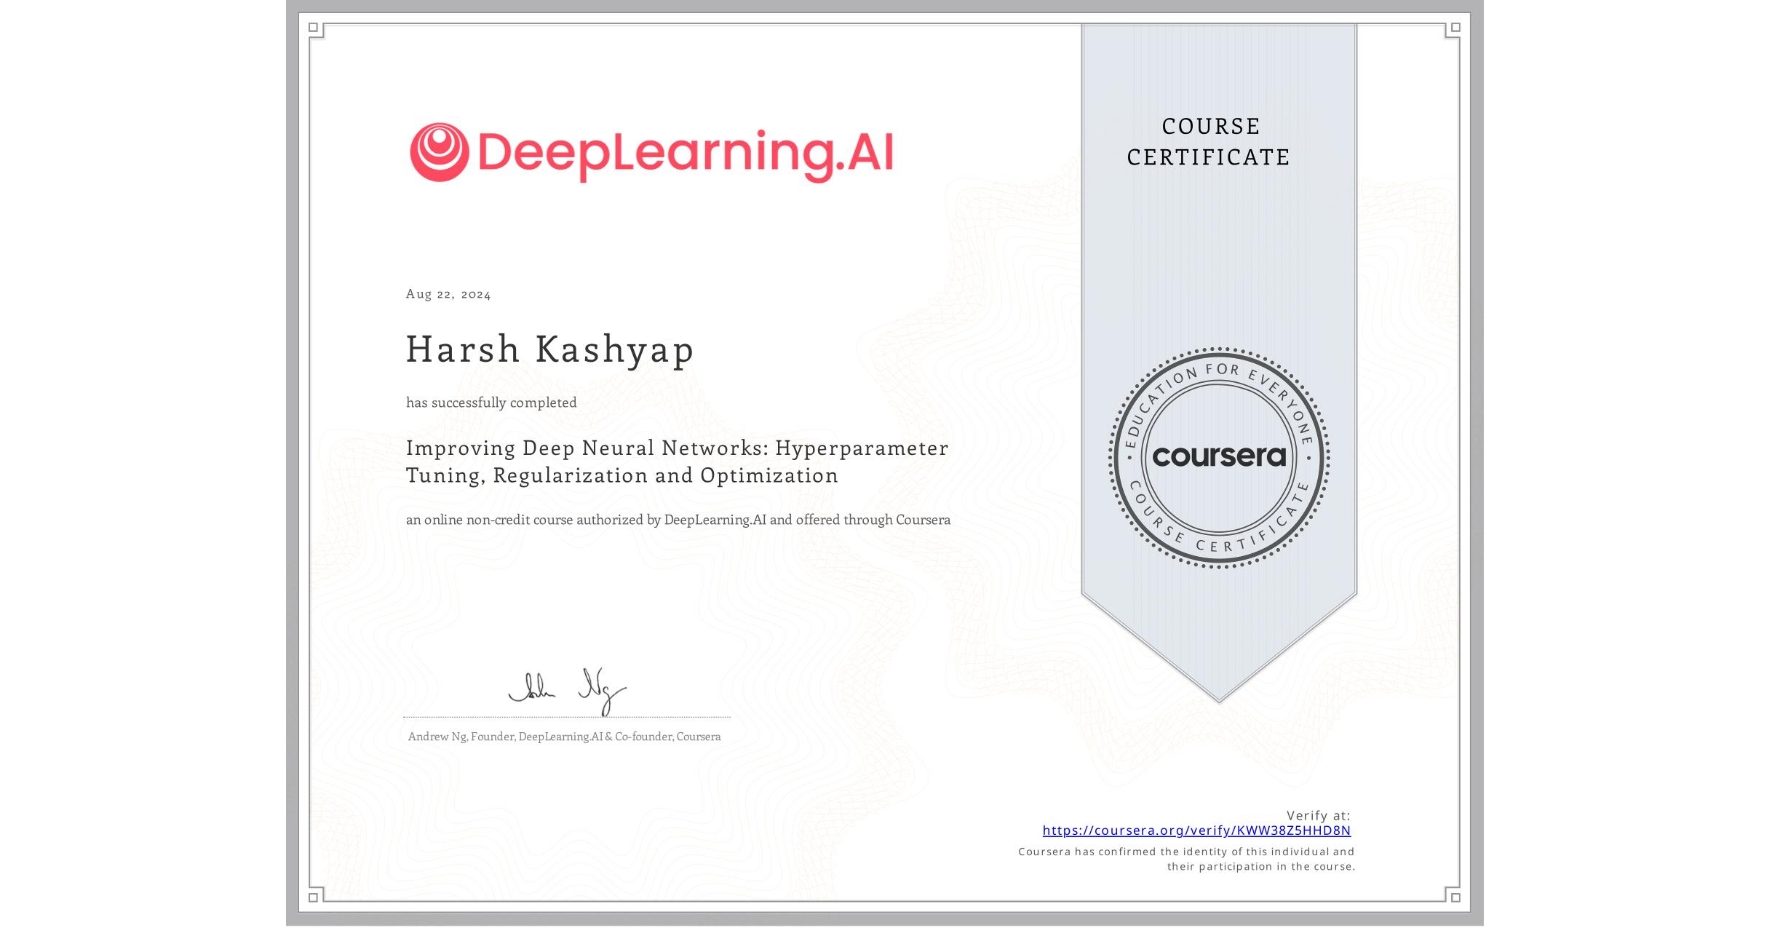 DeepLearning.AI
COURSE
CERTIFICATE
Aug 22, 2024
Harsh Kashyap
has successfully completed
Improving Deep Neural Networks: Hyperparameter
Tuning, Regularization and Optimization
an online non-credit course authorized by DeepLearning.AI and offered through Coursera
EDUCATION FOR EVERYONE
coursera
COURSE CERTIFICATE
Andrew Ng, Founder, DeepLearning.AI & Co-founder, Coursera
Verify at:
https://coursera.org/verify/KWW38Z5HHD8N
Coursera has confirmed the identity of this individual and
their participation in the course.